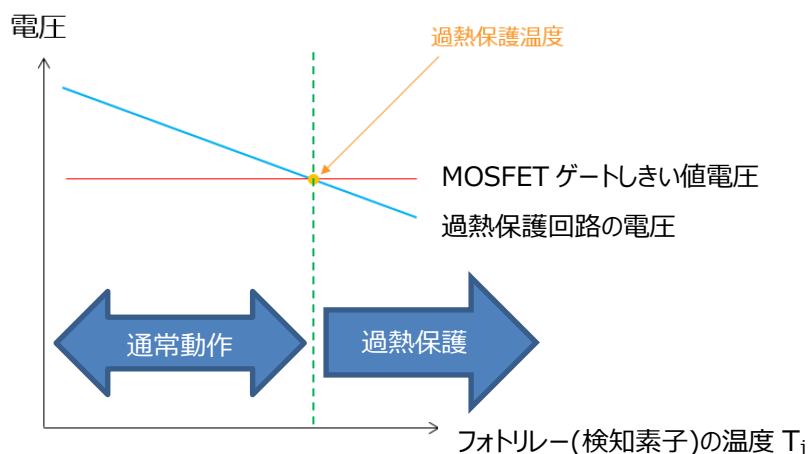 電圧
過熱保護温度
MOSFET ゲートしきい値電圧
過熱保護回路の電圧
通常動作
過熱保護
フォトリレー(検知素子)の温度 Tj